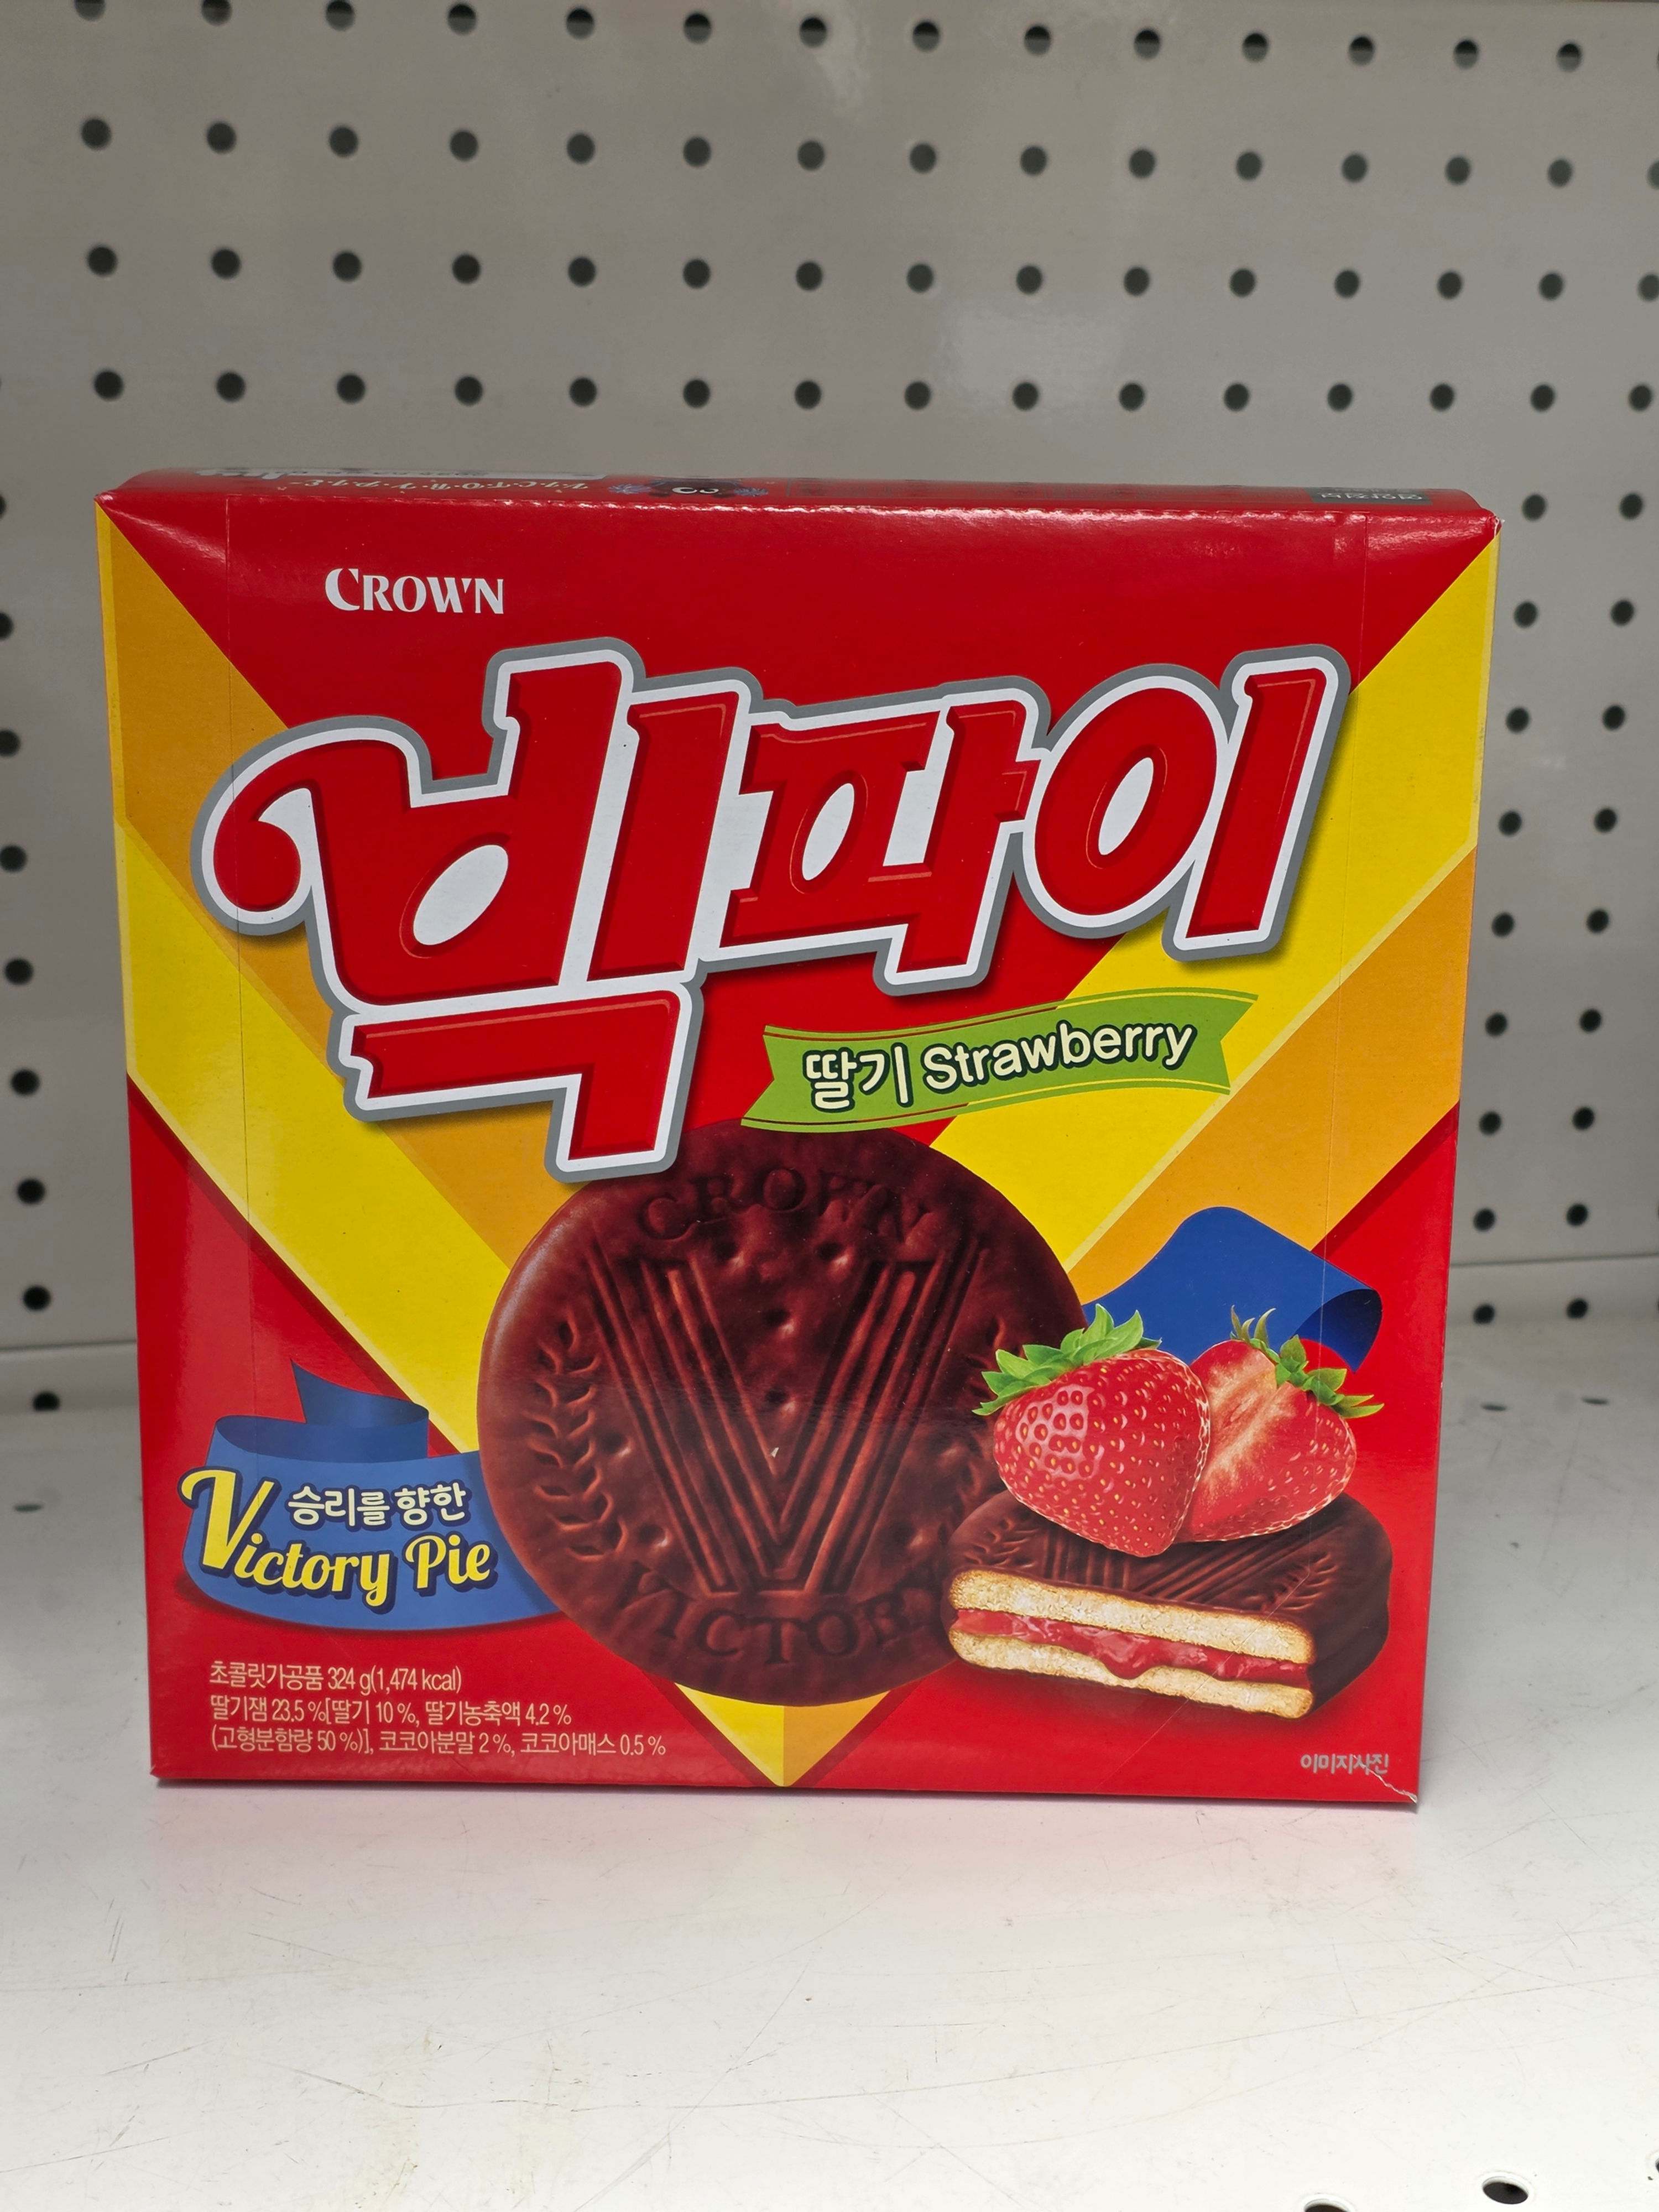 CROWN
빅파이
딸기 Strawberry
CROWN
VICTORY
승리를 향한
Victory Pie
초콜릿가공품 324 g(1,474 kcal)
딸기잼 23.5 %[딸기 10 %, 딸기농축액 4.2 %
(고형분함량 50 %)], 코코아분말 2 %, 코코아매스 0.5 %
이미지사진